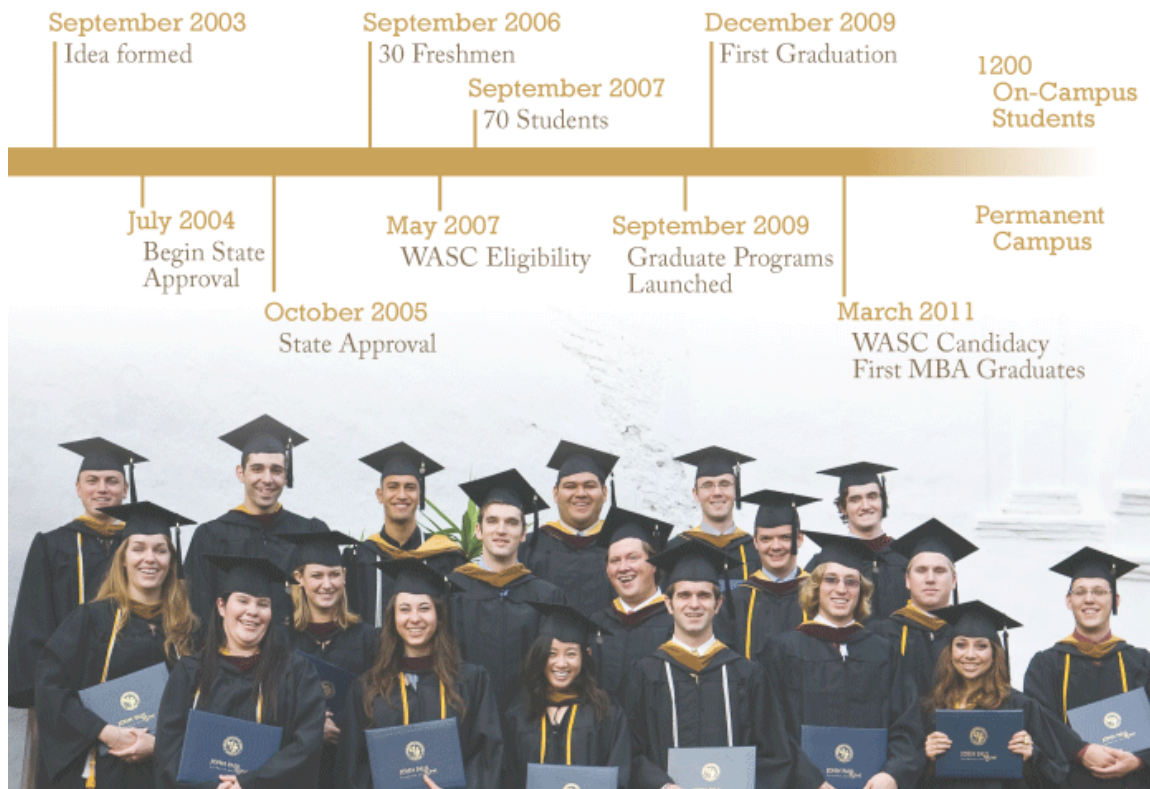 September 2003
Idea formed
September 2006
30 Freshmen
September 2007
70 Students
December 2009
First Graduation
1200
On-Campus
Students
July 2004
Begin State
Approval
October 2005
State Approval
May 2007
WASC Eligibility
September 2009
Graduate Programs
Launched
March 2011
WASC Candidacy
First MBA Graduates
Permanent
Campus
JOHN PAUL